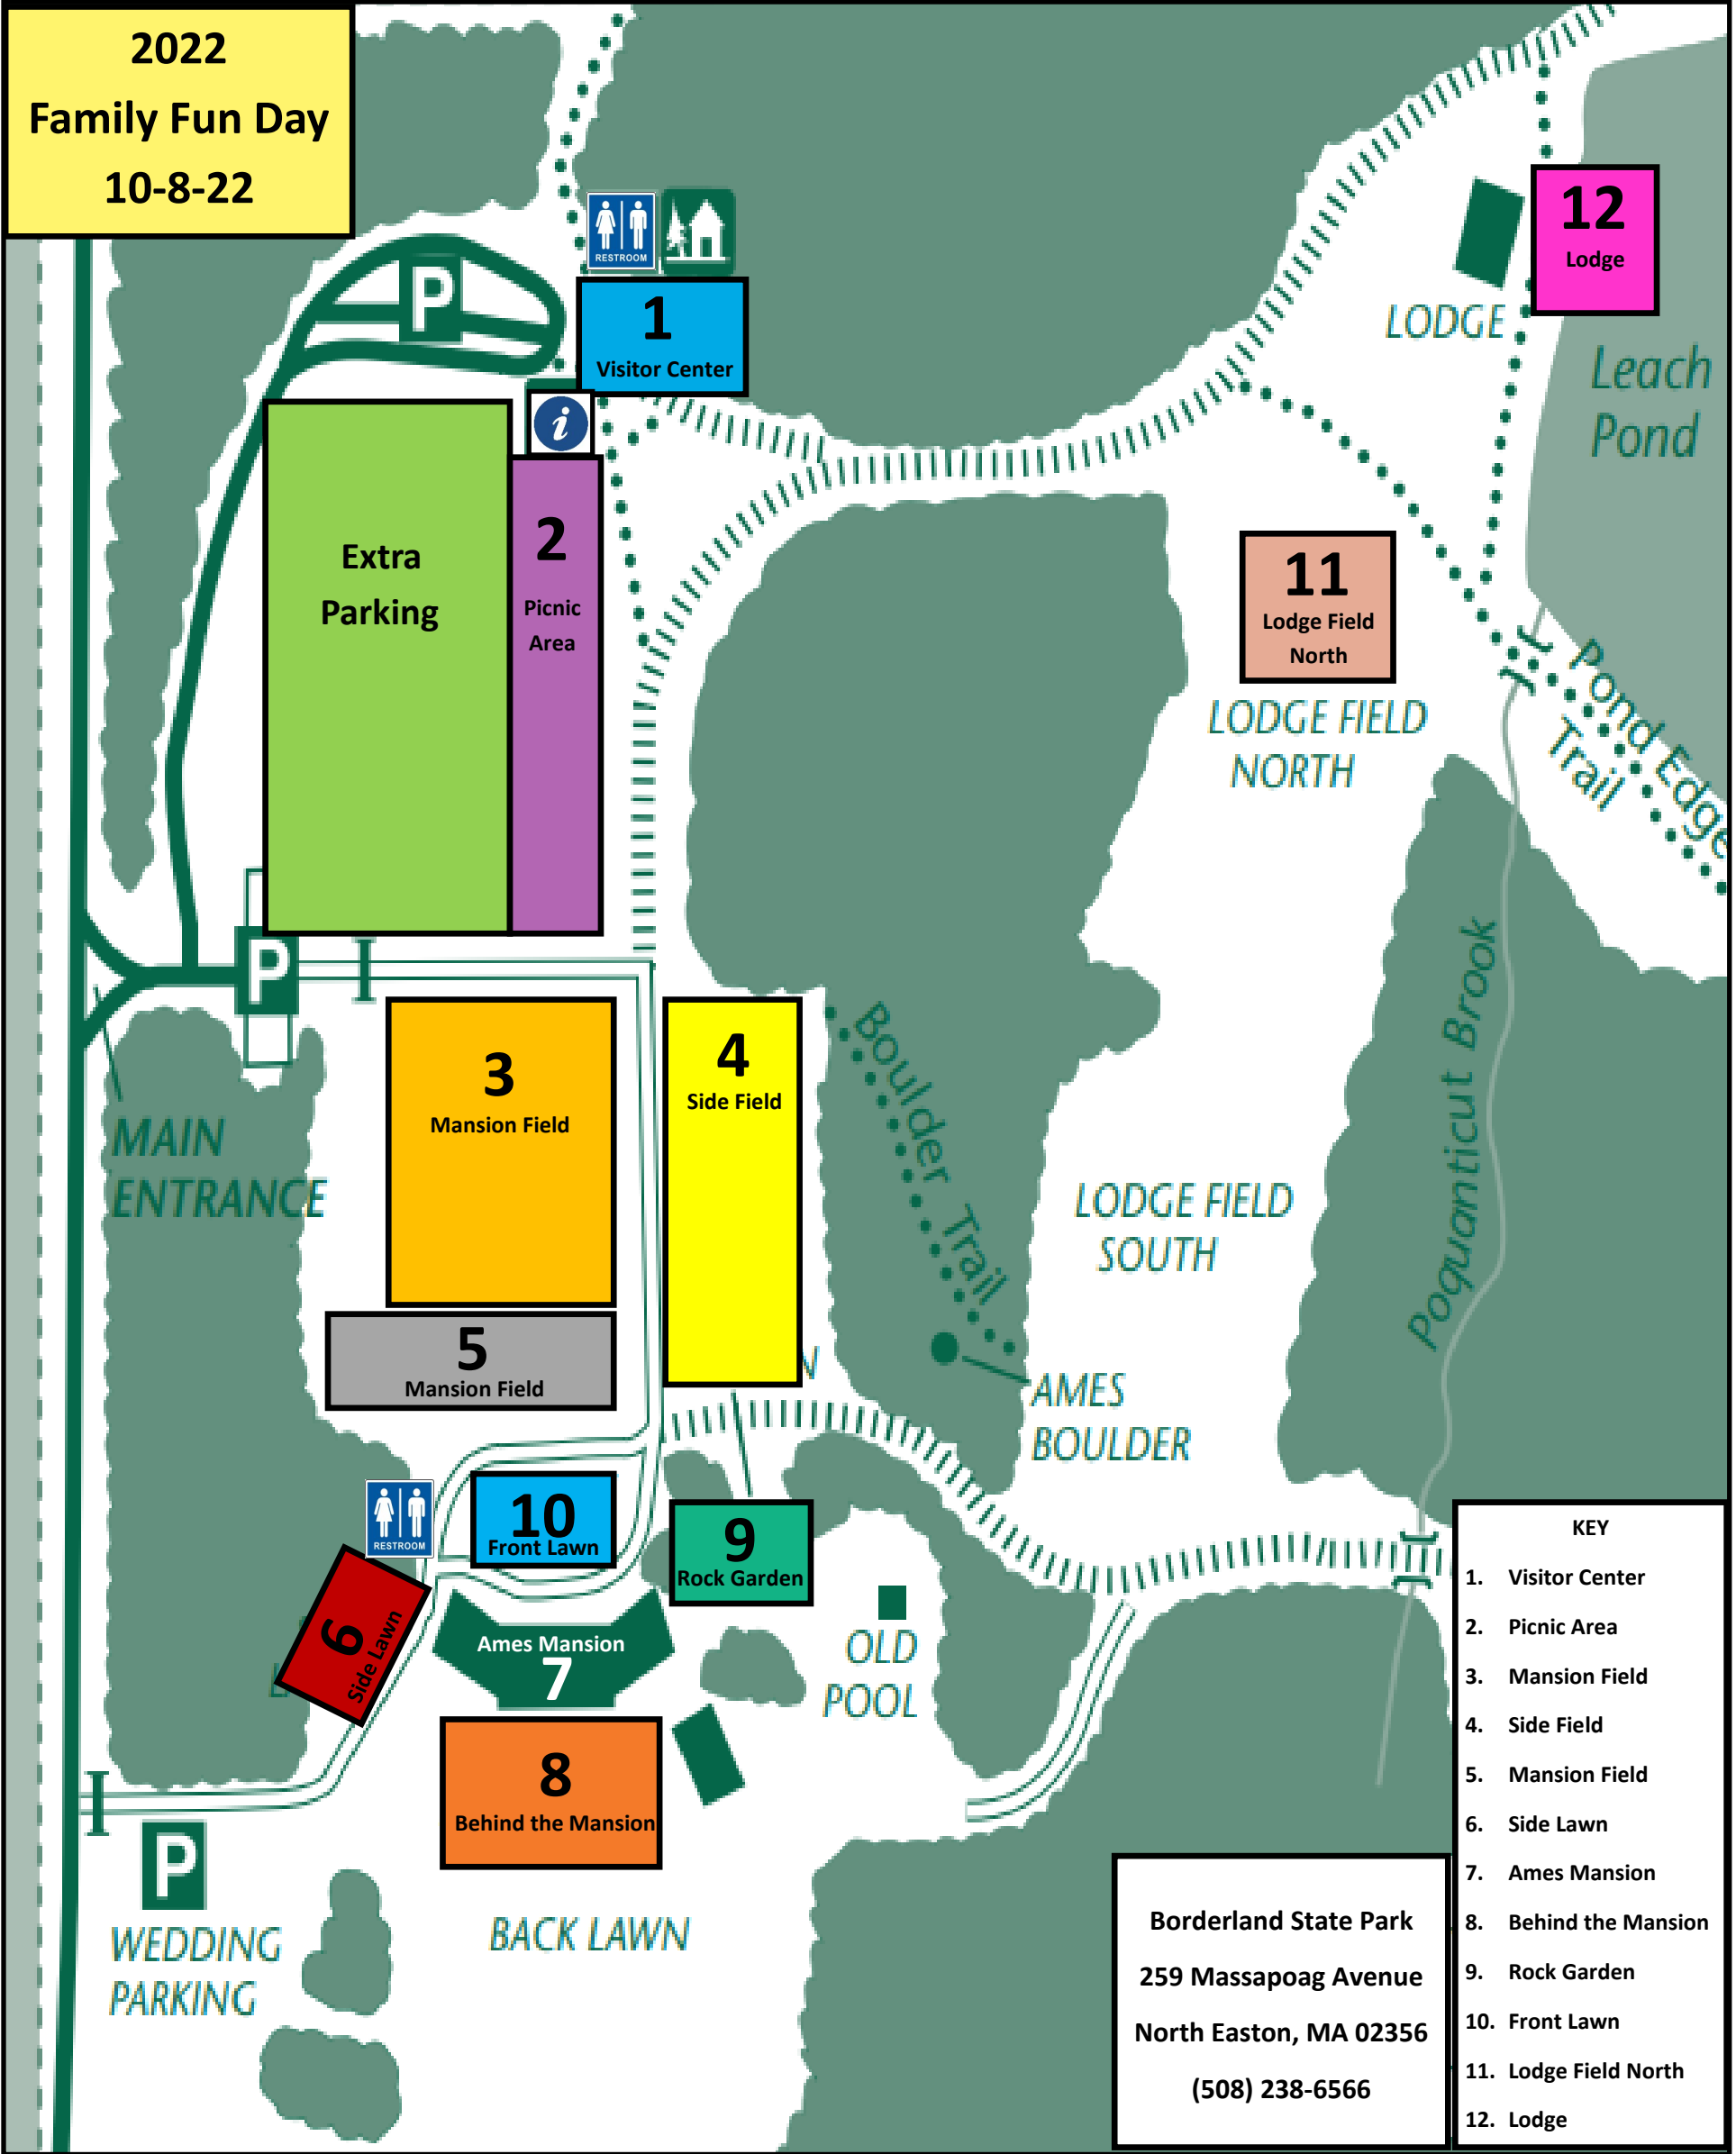 2022
Family Fun Day
10-8-22
RESTROOM
P
1
Visitor Center
i
12
Lodge
LODGE
Leach
Pond
Extra
Parking
2
Picnic
Area
11
Lodge Field
North
LODGE FIELD
NORTH
Pond Edge
Trail
P
MAIN
ENTRANCE
3
Mansion Field
4
Side Field
Boulder Trail
Poquanticut Brook
LODGE FIELD
SOUTH
5
Mansion Field
N
AMES
BOULDER
RESTROOM
10
Front Lawn
9
Rock Garden
6
Side Lawn
Ames Mansion
7
OLD
POOL
8
Behind the Mansion
P
WEDDING
PARKING
BACK LAWN
Borderland State Park
259 Massapoag Avenue
North Easton, MA 02356
(508) 238-6566
KEY
1. Visitor Center
2. Picnic Area
3. Mansion Field
4. Side Field
5. Mansion Field
6. Side Lawn
7. Ames Mansion
8. Behind the Mansion
9. Rock Garden
10. Front Lawn
11. Lodge Field North
12. Lodge